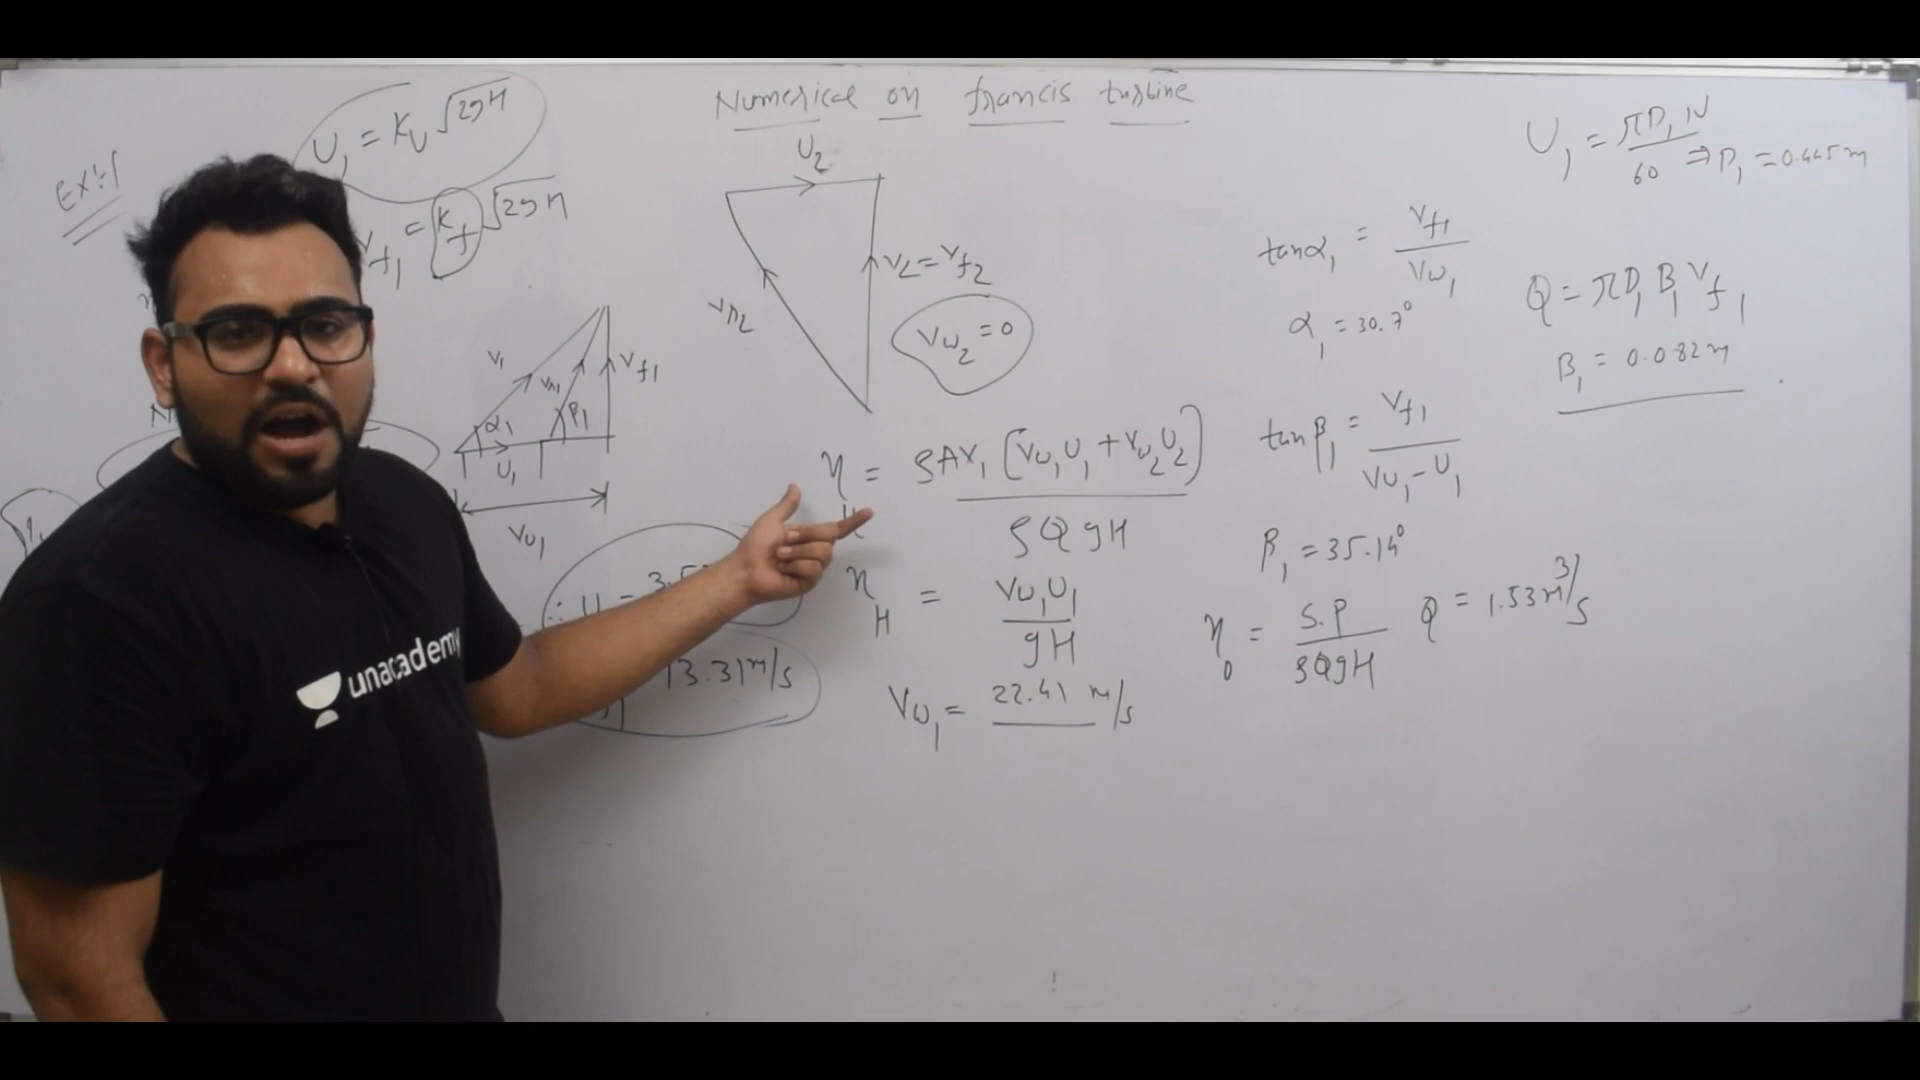 Numerical on francis turbine
Ex:1
U₁ = Kᵤ √2gH
Vf₁ = Kf √2gH
U₂
Vr₂
V₂ = Vf₂
Vw₂ = 0
V₁
Vr₁
Vf₁
α₁
β₁
U₁
Vw₁
13.31 m/s
η_H = ρAV₁ [Vw₁U₁ + Vw₂U₂] / ρQgH
η_H = Vw₁U₁ / gH
Vw₁ = 22.41 m/s
tanα₁ = Vf₁ / Vw₁
α₁ = 30.7°
tanβ₁ = Vf₁ / Vw₁ - U₁
β₁ = 35.14°
η₀ = S.P / ρQgH
Q = 1.53 m³/s
U₁ = πD₁N / 60 ⇒ D₁ = 0.445 m
Q = πD₁B₁Vf₁
B₁ = 0.082 m
unacademy